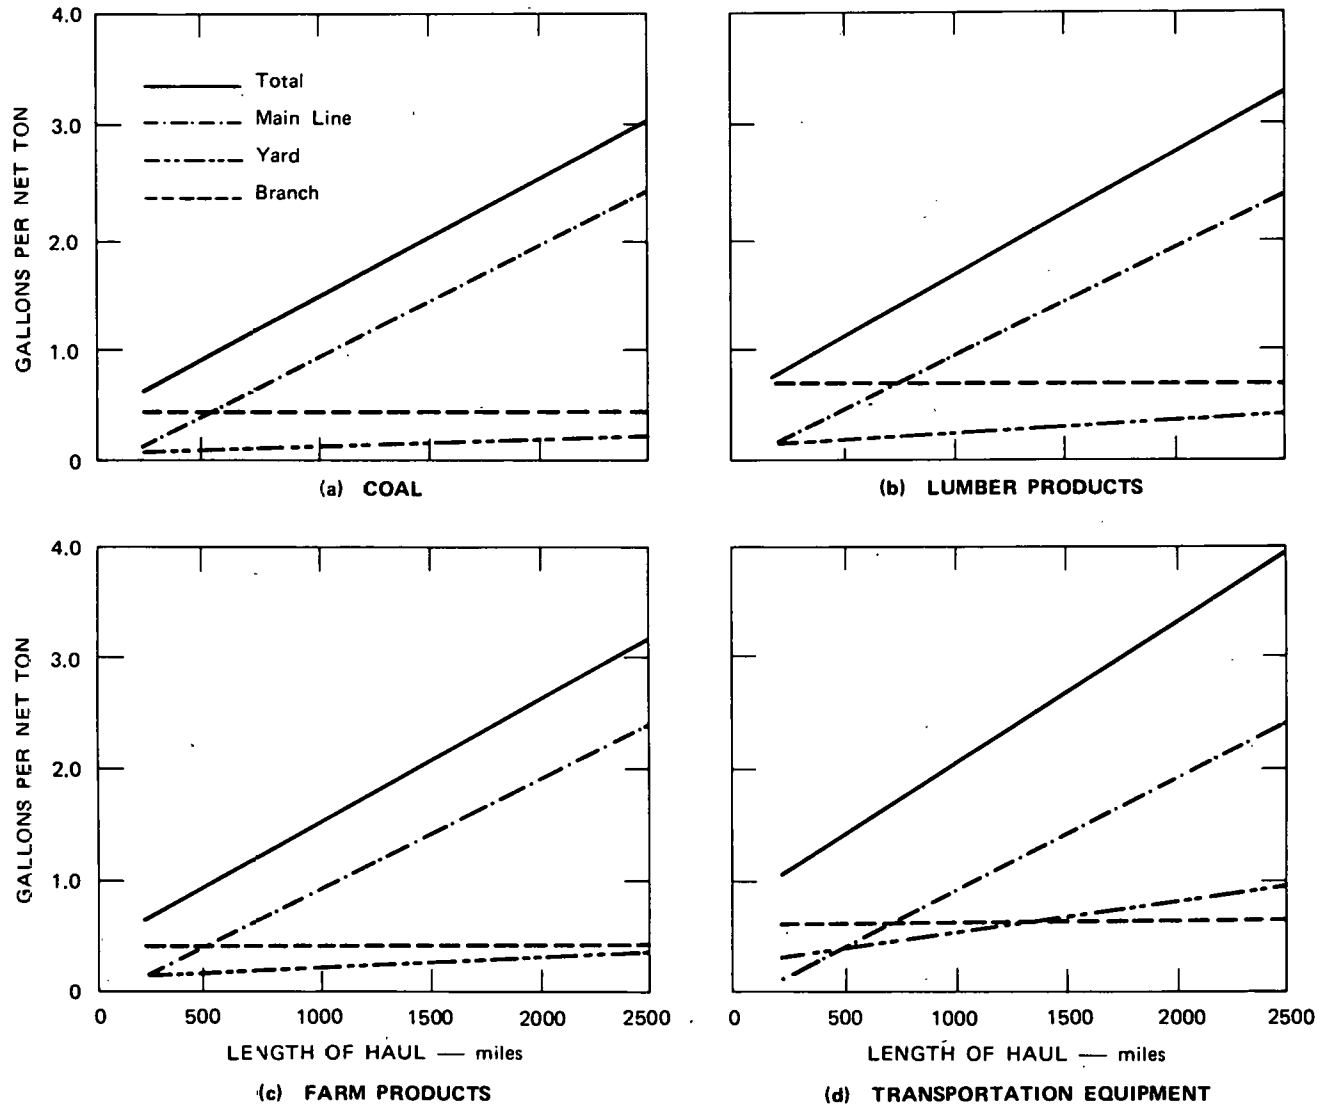 4.0
Total
Main Line
3.0
Yard
Branch
2.0
1.0
0
GALLONS PER NET TON
(a) COAL
(b) LUMBER PRODUCTS
4.0
3.0
2.0
1.0
0
GALLONS PER NET TON
0 500 1000 1500 2000 2500
0 500 1000 1500 2000 2500
LENGTH OF HAUL — miles
LENGTH OF HAUL — miles
(c) FARM PRODUCTS
(d) TRANSPORTATION EQUIPMENT